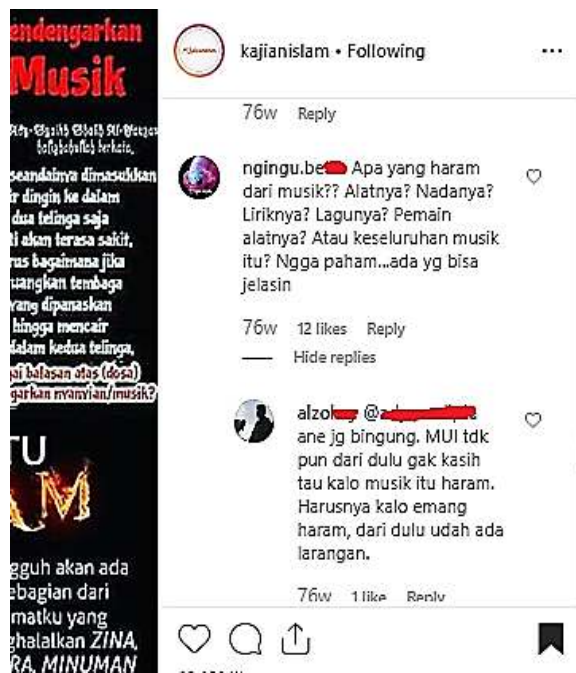 endengarkan
Musik
seandainya dimasukkan
r dingin ke dalam
dua telinga saja
ti akan terasa sakit,
rus bagaimana jika
uangkan tembaga
yang dipanaskan
hingga mencair
dalam kedua telinga,
ai balasan atas (dosa)
garkan nyanyian/musik?
TU
AM
gguh akan ada
ebagian dari
matku yang
ghalalkan ZINA,
RA, MINUMAN
kajianislam • Following
76w Reply
ngingu.be Apa yang haram
dari musik?? Alatnya? Nadanya?
Liriknya? Lagunya? Pemain
alatnya? Atau keseluruhan musik
itu? Ngga paham...ada yg bisa
jelasin
76w 12 likes Reply
Hide replies
alzo @a
ane jg bingung. MUI tdk
pun dari dulu gak kasih
tau kalo musik itu haram.
Harusnya kalo emang
haram, dari dulu udah ada
larangan.
76w 1 like Reply